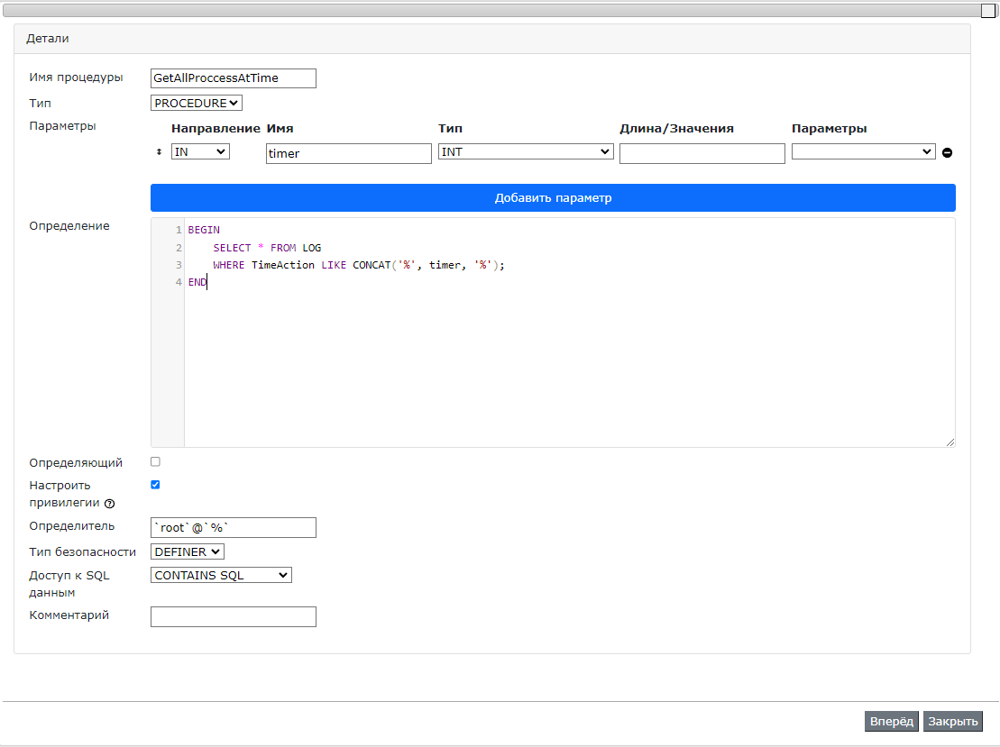 Детали
Имя процедуры GetAllProccessAtTime
Тип PROCEDURE
Параметры Направление Имя Тип Длина/Значения Параметры
IN timer INT
Добавить параметр
Определение
1 BEGIN
2 SELECT * FROM LOG
3 WHERE TimeAction LIKE CONCAT('%', timer, '%');
4 END
Определяющий
Настроить
привилегии
Определитель `root`@`%`
Тип безопасности DEFINER
Доступ к SQL CONTAINS SQL
данным
Комментарий
Вперёд Закрыть